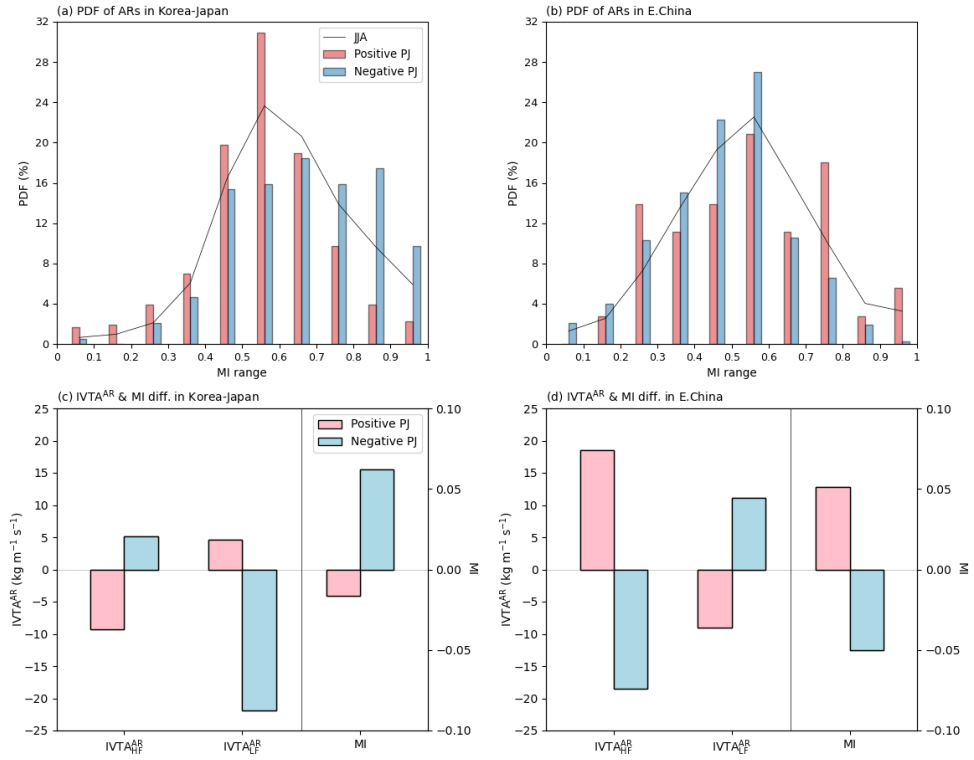 (a) PDF of ARs in Korea-Japan
32
28
24
20
16
12
8
4
0
PDF (%)
JJA
Positive PJ
Negative PJ
0 0.1 0.2 0.3 0.4 0.5 0.6 0.7 0.8 0.9 1
MI range
(b) PDF of ARs in E.China
32
28
24
20
16
12
8
4
0
PDF (%)
0 0.1 0.2 0.3 0.4 0.5 0.6 0.7 0.8 0.9 1
MI range
(c) IVTA^AR & MI diff. in Korea-Japan
25
20
15
10
5
0
−5
−10
−15
−20
−25
IVTA^AR (kg m⁻¹ s⁻¹)
Positive PJ
Negative PJ
0.10
0.05
0.00
−0.05
−0.10
MI
IVTA^AR_HF IVTA^AR_LF MI
(d) IVTA^AR & MI diff. in E.China
25
20
15
10
5
0
−5
−10
−15
−20
−25
IVTA^AR (kg m⁻¹ s⁻¹)
0.10
0.05
0.00
−0.05
−0.10
MI
IVTA^AR_HF IVTA^AR_LF MI